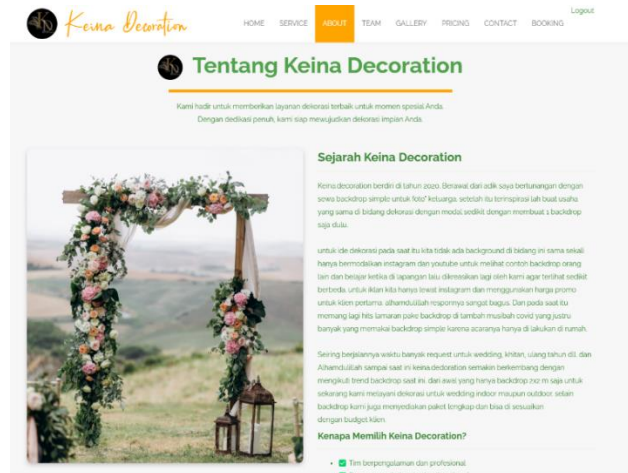 Logout
Keina Decoration
HOME SERVICE ABOUT TEAM GALLERY PRICING CONTACT BOOKING
Tentang Keina Decoration
Kami hadir untuk memberikan layanan dekorasi terbaik untuk momen spesial Anda.
Dengan dedikasi penuh, kami siap mewujudkan dekorasi impian Anda.
Sejarah Keina Decoration
Keina decoration berdiri di tahun 2020. Berawal dari adik saya bertunangan dengan
sewa backdrop simple untuk foto" keluarga, setelah itu terinspirasi lah buat usaha
yang sama di bidang dekorasi dengan modal sedikit dengan membuat 1 backdrop
saja dulu.
untuk ide dekorasi pada saat itu kita tidak ada background di bidang ini sama sekali
hanya bermodalkan instagram dan youtube untuk melihat contoh backdrop orang
lain dan belajar ketika di lapangan lalu dikreasikan lagi oleh kami agar terlihat sedikit
berbeda. untuk iklan kita hanya lewat instagram dan menggunakan harga promo
untuk klien pertama. alhamdulillah responnya sangat bagus. Dan pada saat itu
memang lagi hits lamaran pake backdrop di tambah musibah covid yang justru
banyak yang memakai backdrop simple karena acaranya hanya di lakukan di rumah.
Seiring berjalannya waktu banyak request untuk wedding, khitan, ulang tahun dll. dan
Alhamdulillah sampai saat ini keina dedoration semakin berkembang dengan
mengikuti trend backdrop saat ini. dari awal yang hanya backdrop 2x2 m saja untuk
sekarang kami melayani dekorasi untuk wedding indoor maupun outdoor. selain
backdrop kami juga menyediakan paket lengkap dan bisa di sesuaikan
dengan budget klien.
Kenapa Memilih Keina Decoration?
Tim berpengalaman dan profesional